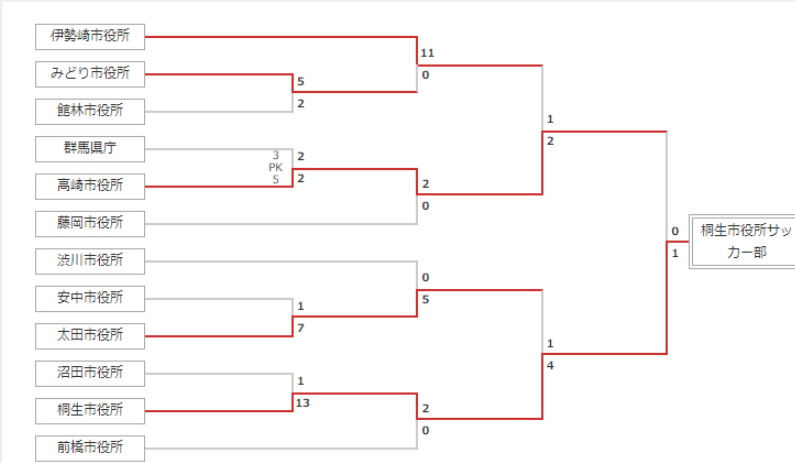 伊勢崎市役所
11
みどり市役所
5
0
2
館林市役所
1
群馬県庁
3
2
PK
2
高崎市役所
5
2
2
0
藤岡市役所
0
桐生市役所サッ
カー部
1
渋川市役所
0
安中市役所
1
5
太田市役所
7
1
4
沼田市役所
1
桐生市役所
13
2
0
前橋市役所